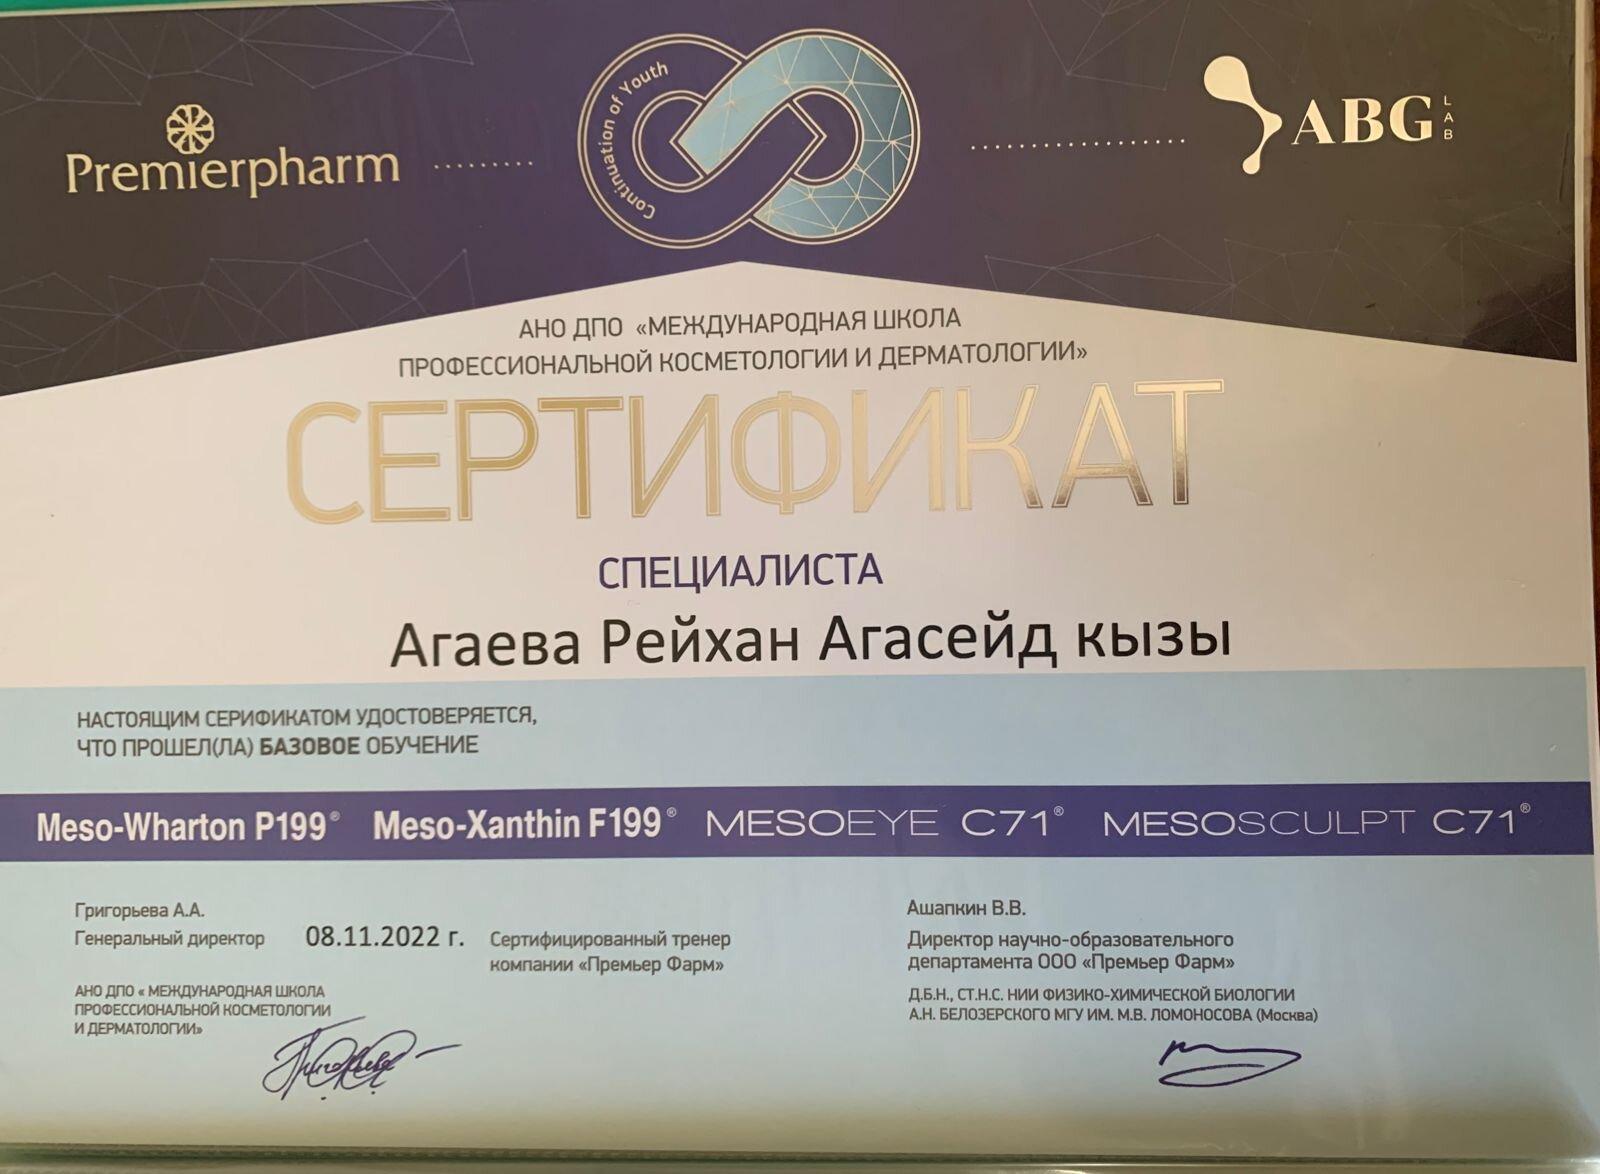 Premierpharm
Continuation of Youth
ABG LAB
АНО ДПО «МЕЖДУНАРОДНАЯ ШКОЛА
ПРОФЕССИОНАЛЬНОЙ КОСМЕТОЛОГИИ И ДЕРМАТОЛОГИИ»
СЕРТИФИКАТ
СПЕЦИАЛИСТА
Агаева Рейхан Агасейд кызы
НАСТОЯЩИМ СЕРИФИКАТОМ УДОСТОВЕРЯЕТСЯ,
ЧТО ПРОШЕЛ(ЛА) БАЗОВОЕ ОБУЧЕНИЕ
Meso-Wharton P199® Meso-Xanthin F199® MESOEYE C71® MESOSCULPT C71®
Григорьева А.А.
Генеральный директор
08.11.2022 г.
АНО ДПО « МЕЖДУНАРОДНАЯ ШКОЛА
ПРОФЕССИОНАЛЬНОЙ КОСМЕТОЛОГИИ
И ДЕРМАТОЛОГИИ»
Сертифицированный тренер
компании «Премьер Фарм»
Ашапкин В.В.
Директор научно-образовательного
департамента ООО «Премьер Фарм»
Д.Б.Н., СТ.Н.С. НИИ ФИЗИКО-ХИМИЧЕСКОЙ БИОЛОГИИ
А.Н. БЕЛОЗЕРСКОГО МГУ ИМ. М.В. ЛОМОНОСОВА (Москва)